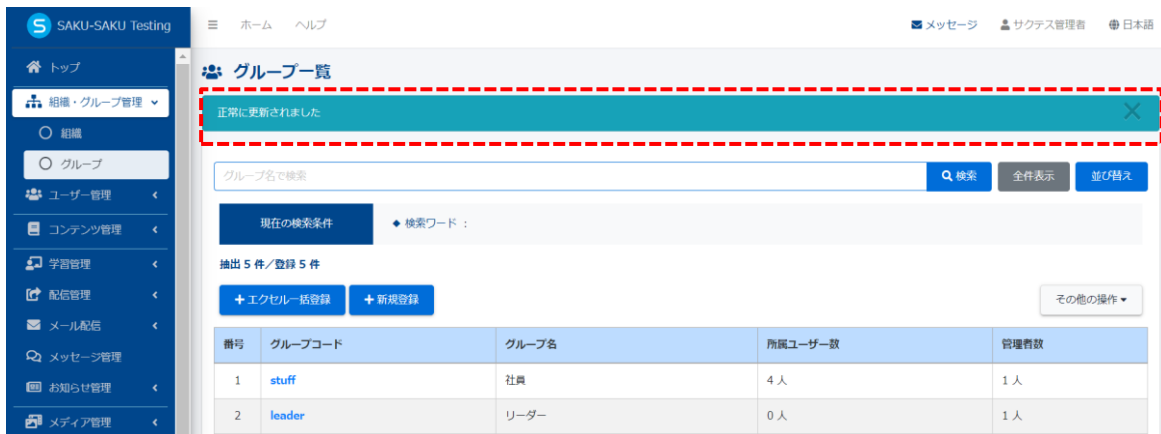 SAKU-SAKU Testing
ホーム ヘルプ
メッセージ サクテス管理者 日本語
トップ
組織・グループ管理
組織
グループ
ユーザー管理
コンテンツ管理
学習管理
配信管理
メール配信
メッセージ管理
お知らせ管理
メディア管理
グループ一覧
正常に更新されました
グループ名で検索 検索 全件表示 並び替え
現在の検索条件 ◆ 検索ワード :
抽出 5 件/登録 5 件
+エクセル一括登録 +新規登録 その他の操作▼
番号 グループコード グループ名 所属ユーザー数 管理者数
1 stuff 社員 4 人 1 人
2 leader リーダー 0 人 1 人